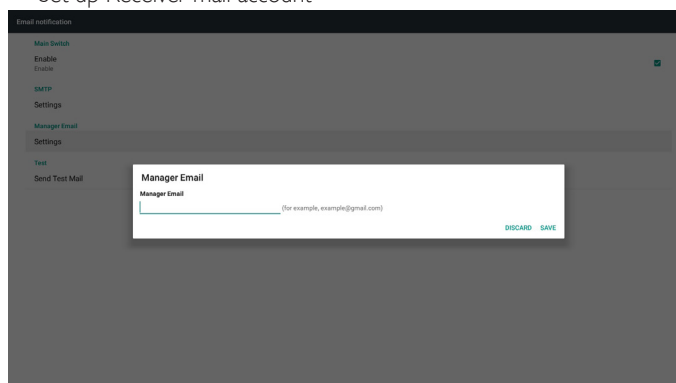 Set up Receiver mail account
Email notification
Main Switch
Enable
Enable
SMTP
Settings
Manager Email
Settings
Test
Send Test Mail
Manager Email
Manager Email
(for example, example@gmail.com)
DISCARD SAVE